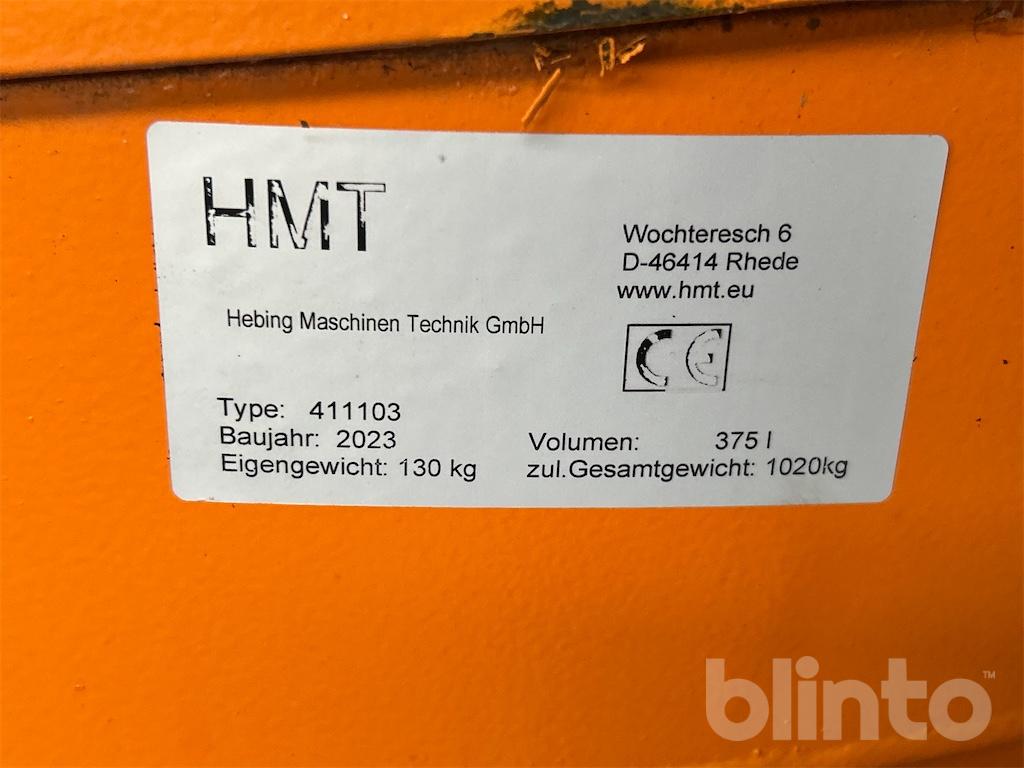 HMT
Hebing Maschinen Technik GmbH
Wochteresch 6
D-46414 Rhede
www.hmt.eu
CE
Type: 411103
Baujahr: 2023
Eigengewicht: 130 kg
Volumen: 375 l
zul.Gesamtgewicht: 1020kg
blinto™